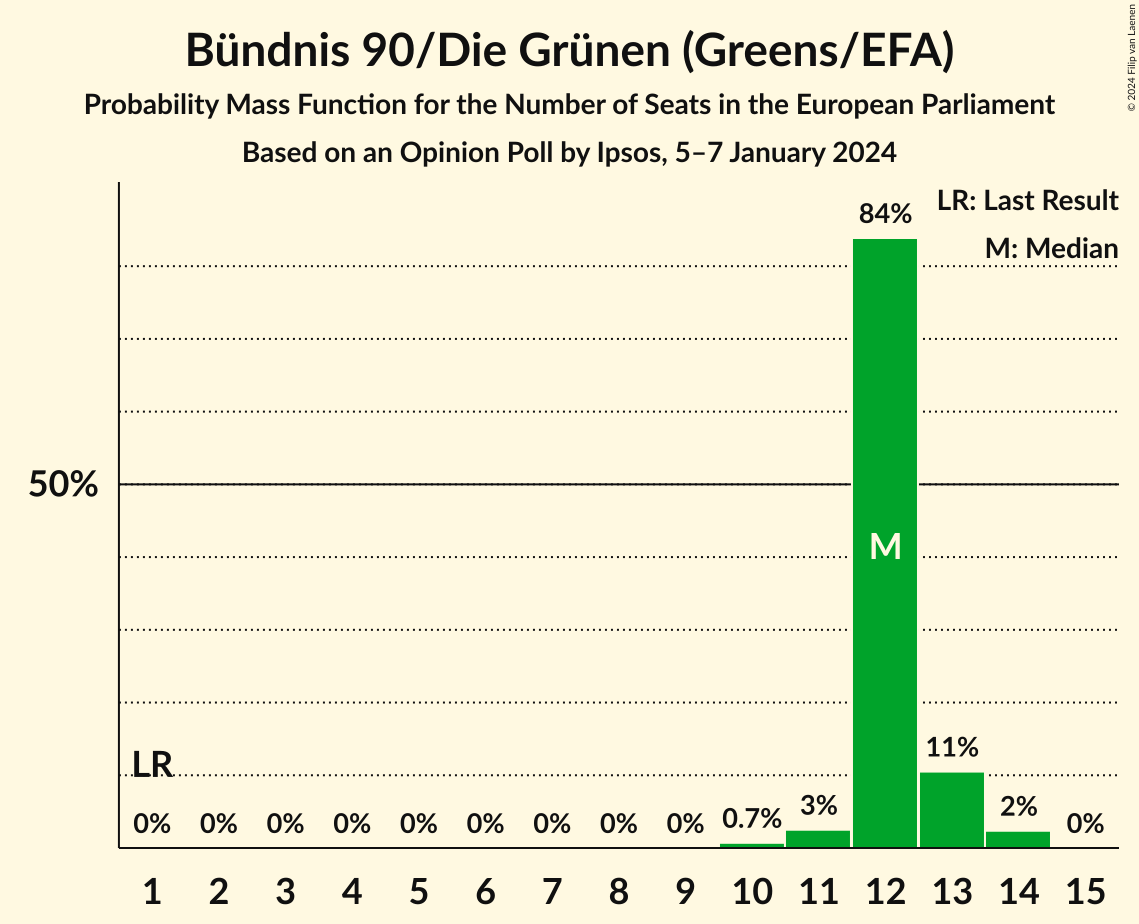 Bündnis 90/Die Grünen (Greens/EFA)
Probability Mass Function for the Number of Seats in the European Parliament
Based on an Opinion Poll by Ipsos, 5–7 January 2024
© 2024 Filip van Laenen
LR: Last Result
M: Median
84%
50%
M
LR
11%
0% 0% 0% 0% 0% 0% 0% 0% 0% 0.7% 3% 2% 0%
1 2 3 4 5 6 7 8 9 10 11 12 13 14 15